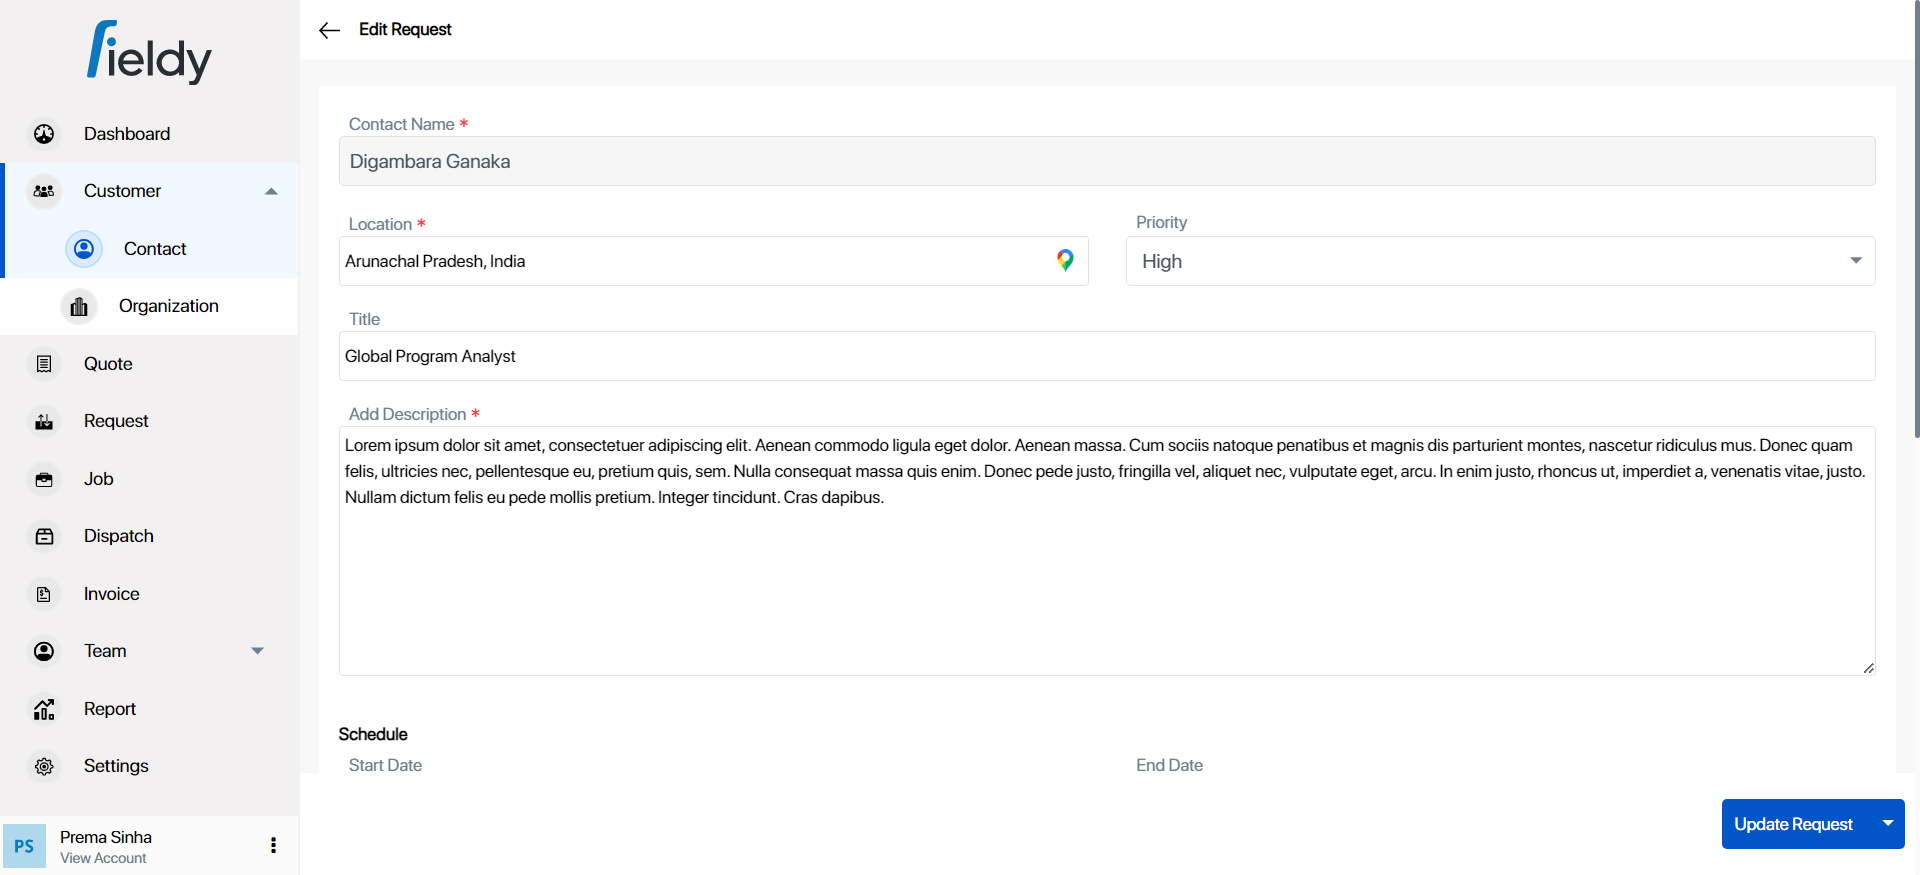 fieldy
Dashboard
Customer
Contact
Organization
Quote
Request
Job
Dispatch
Invoice
Team
Report
Settings
PS
Prema Sinha
View Account
Edit Request
Contact Name *
Digambara Ganaka
Location *
Arunachal Pradesh, India
Priority
High
Title
Global Program Analyst
Add Description *
Lorem ipsum dolor sit amet, consectetuer adipiscing elit. Aenean commodo ligula eget dolor. Aenean massa. Cum sociis natoque penatibus et magnis dis parturient montes, nascetur ridiculus mus. Donec quam
felis, ultricies nec, pellentesque eu, pretium quis, sem. Nulla consequat massa quis enim. Donec pede justo, fringilla vel, aliquet nec, vulputate eget, arcu. In enim justo, rhoncus ut, imperdiet a, venenatis vitae, justo.
Nullam dictum felis eu pede mollis pretium. Integer tincidunt. Cras dapibus.
Schedule
Start Date
End Date
Update Request